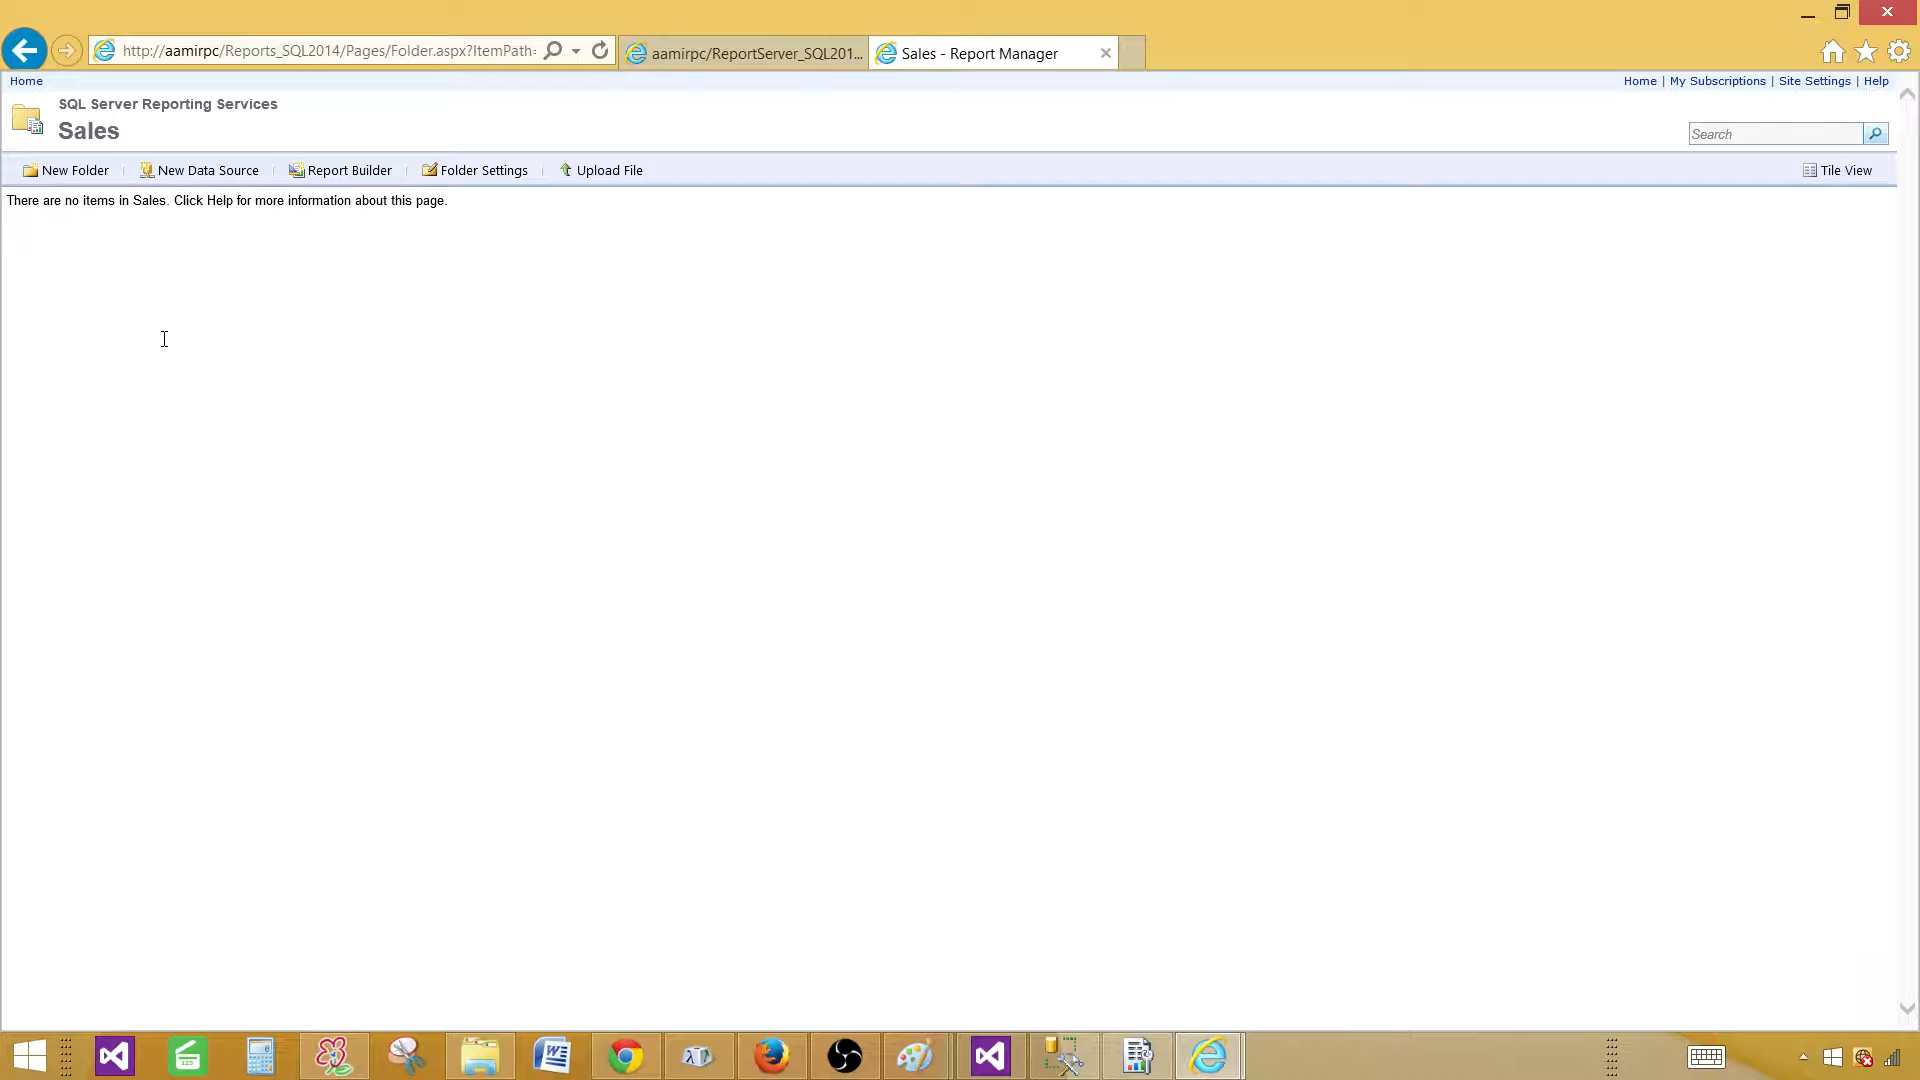 http://aamirpc/Reports_SQL2014/Pages/Folder.aspx?ItemPath=
aamirpc/ReportServer_SQL201...
Sales - Report Manager
Home
Home | My Subscriptions | Site Settings | Help
SQL Server Reporting Services
Sales
Search
New Folder
New Data Source
Report Builder
Folder Settings
Upload File
Tile View
There are no items in Sales. Click Help for more information about this page.